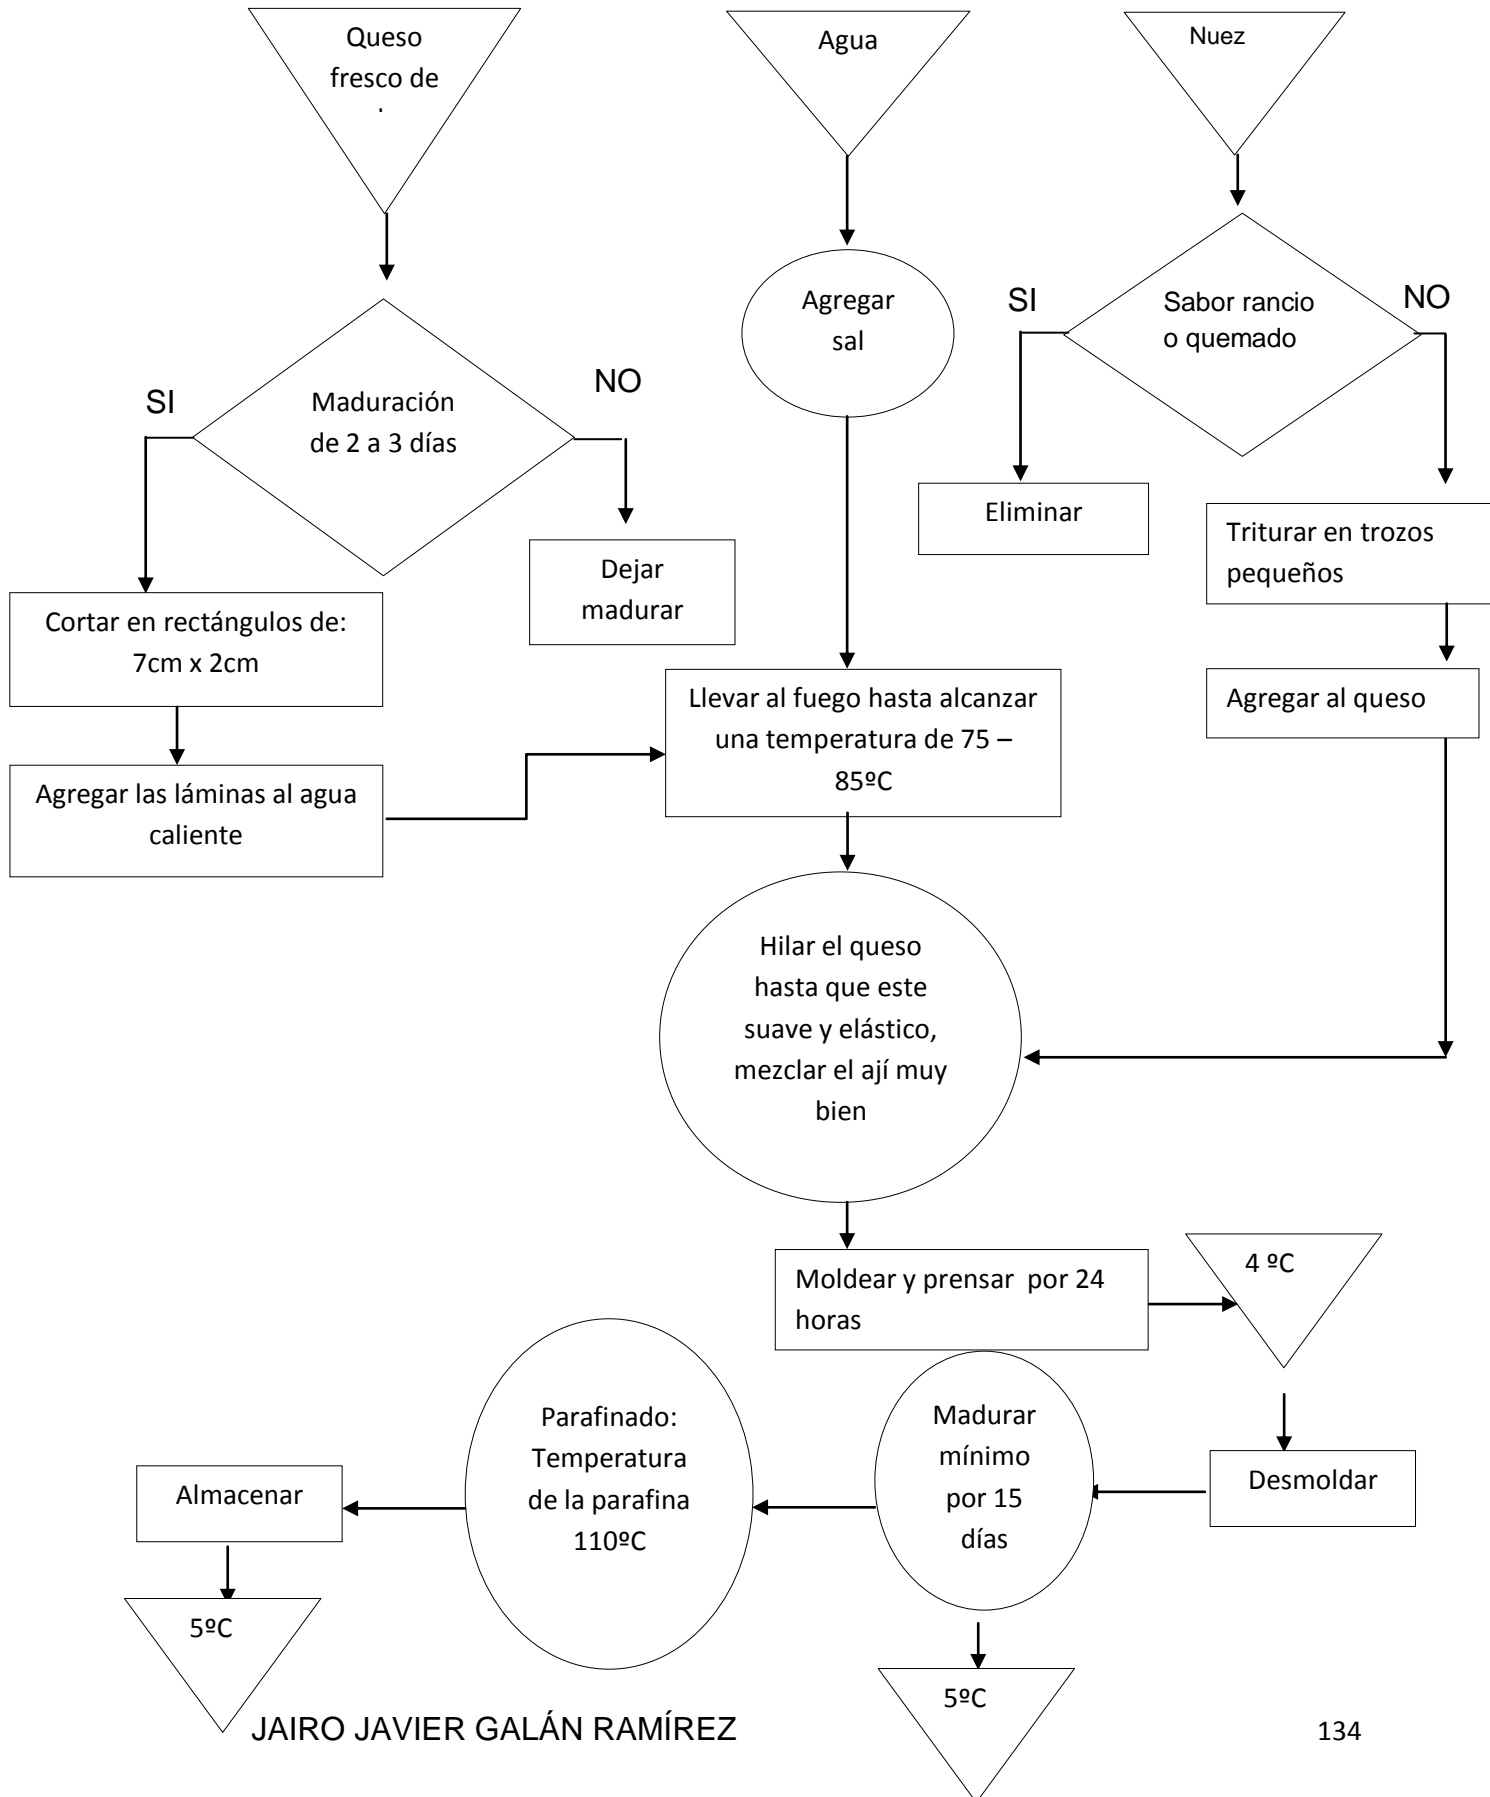 Queso
fresco de
Agua
Nuez
Agregar
sal
SI
Sabor rancio
o quemado
NO
SI
Maduración
de 2 a 3 días
NO
Eliminar
Triturar en trozos
pequeños
Dejar
madurar
Cortar en rectángulos de:
7cm x 2cm
Llevar al fuego hasta alcanzar
una temperatura de 75 –
85ºC
Agregar al queso
Agregar las láminas al agua
caliente
Hilar el queso
hasta que este
suave y elástico,
mezclar el ají muy
bien
Moldear y prensar por 24
horas
4 ºC
Parafinado:
Temperatura
de la parafina
110ºC
Madurar
mínimo
por 15
días
Desmoldar
Almacenar
5ºC
5ºC
JAIRO JAVIER GALÁN RAMÍREZ
134